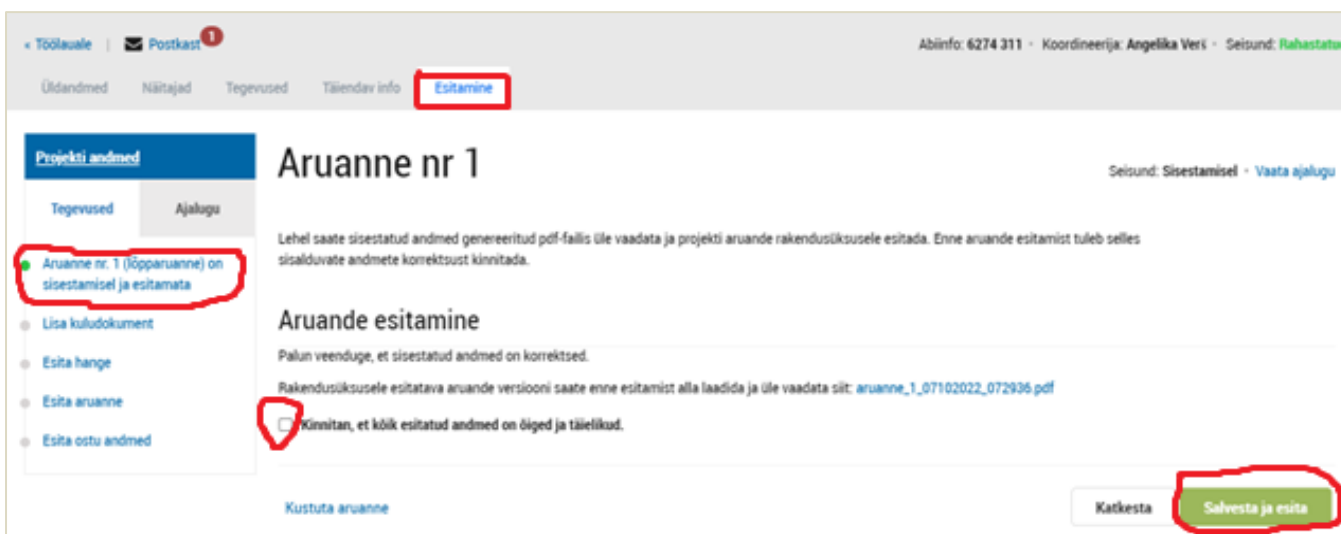 « Töölauale | Postkast 1
Abiinfo: 6274 311 · Koordineerija: Angelika Verš · Seisund: Rahastatud
Üldandmed Näitajad Tegevused Täiendav info Esitamine
Projekti andmed
Tegevused Ajalugu
Aruanne nr. 1 (lõpparuanne) on
sisestamisel ja esitamata
Lisa kuludokument
Esita hange
Esita aruanne
Esita ostu andmed
Aruanne nr 1
Seisund: Sisestamisel · Vaata ajalugu
Lehel saate sisestatud andmed genereeritud pdf-failis üle vaadata ja projekti aruande rakendusüksusele esitada. Enne aruande esitamist tuleb selles
sisalduvate andmete korrektsust kinnitada.
Aruande esitamine
Palun veenduge, et sisestatud andmed on korrektsed.
Rakendusüksusele esitatava aruande versiooni saate enne esitamist alla laadida ja üle vaadata siit: aruanne_1_07102022_072936.pdf
Kinnitan, et kõik esitatud andmed on õiged ja täielikud.
Kustuta aruanne
Katkesta
Salvesta ja esita